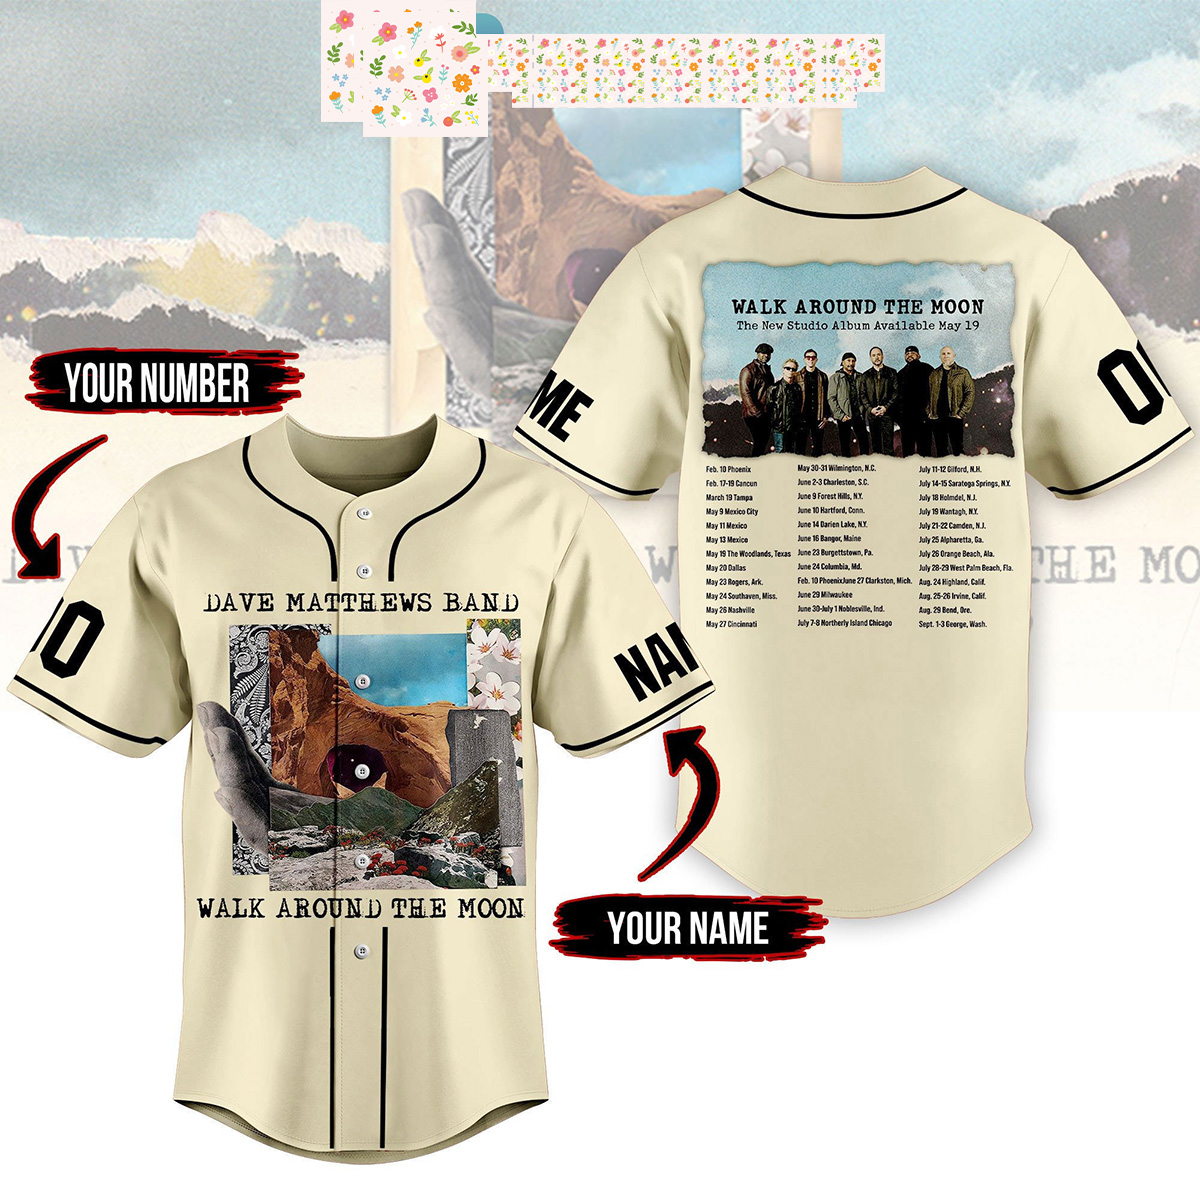 YOUR NUMBER
00
DAVE MATTHEWS BAND
WALK AROUND THE MOON
NAM
YOUR NAME
ME
WALK AROUND THE MOON
The New Studio Album Available May 19
00
Feb. 10 Phoenix
Feb. 17-19 Cancun
March 19 Tampa
May 9 Mexico City
May 11 Mexico
May 13 Mexico
May 19 The Woodlands, Texas
May 20 Dallas
May 23 Rogers, Ark.
May 24 Southaven, Miss.
May 26 Nashville
May 27 Cincinnati
May 30-31 Wilmington, N.C.
June 2-3 Charleston, S.C.
June 9 Forest Hills, N.Y.
June 10 Hartford, Conn.
June 14 Darien Lake, N.Y.
June 16 Bangor, Maine
June 23 Burgettstown, Pa.
June 24 Columbia, Md.
Feb. 10 PhoenixJune 27 Clarkston, Mich.
June 29 Milwaukee
June 30-July 1 Noblesville, Ind.
July 7-8 Northerly Island Chicago
July 11-12 Gilford, N.H.
July 14-15 Saratoga Springs, N.Y.
July 18 Holmdel, N.J.
July 19 Wantagh, N.Y.
July 21-22 Camden, N.J.
July 25 Alpharetta, Ga.
July 26 Orange Beach, Ala.
July 28-29 West Palm Beach, Fla.
Aug. 24 Highland, Calif.
Aug. 25-26 Irvine, Calif.
Aug. 29 Bend, Ore.
Sept. 1-3 George, Wash.
THE MO